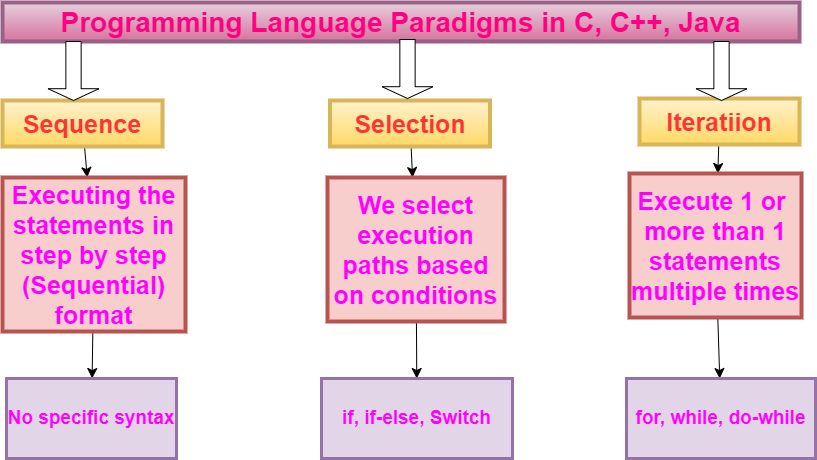 Programming Language Paradigms in C, C++, Java
Sequence
Selection
Iteratiion
Executing the
statements in
step by step
(Sequential)
format
We select
execution
paths based
on conditions
Execute 1 or
more than 1
statements
multiple times
No specific syntax
if, if-else, Switch
for, while, do-while